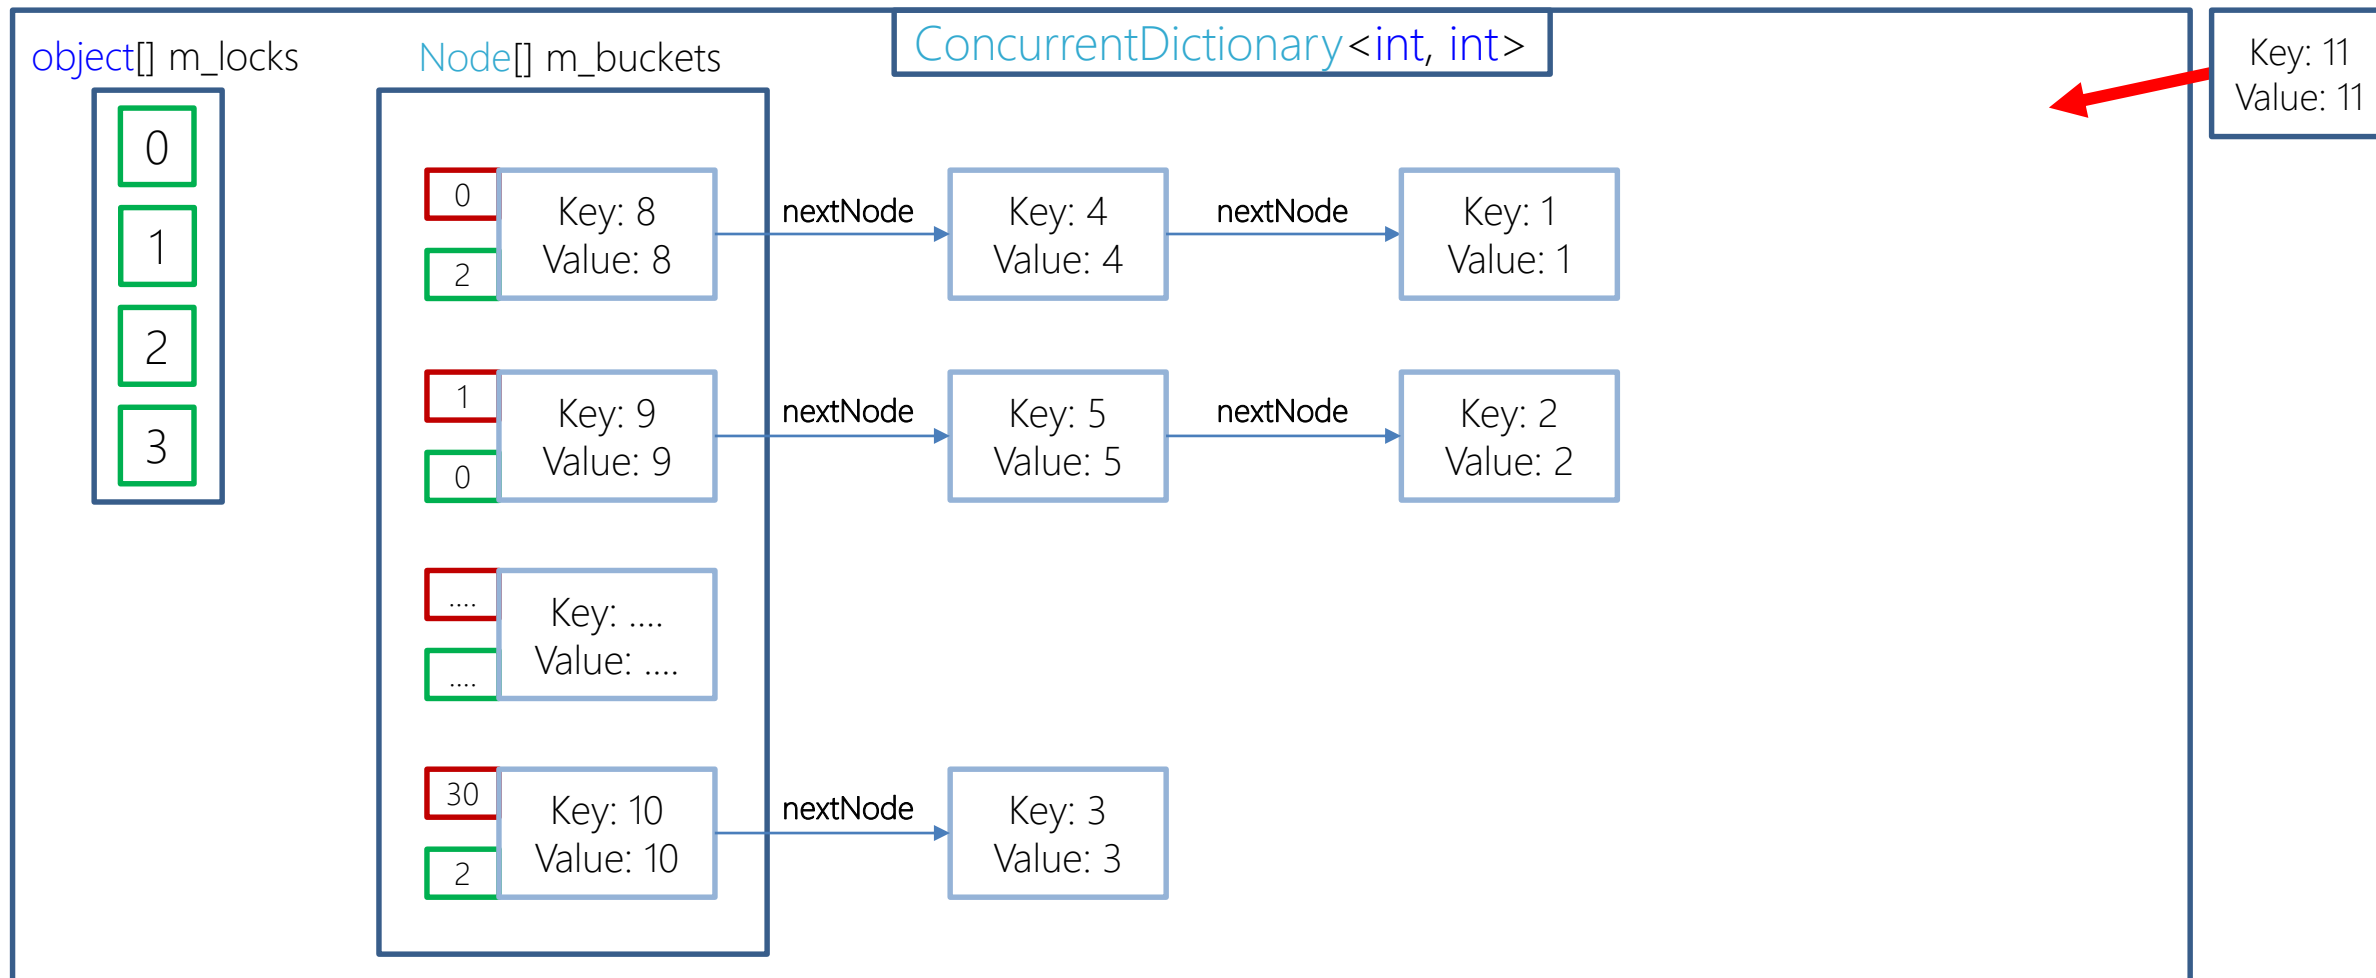 ConcurrentDictionary<int, int>
object[] m_locks
Node[] m_buckets
Key: 11
Value: 11
0
1
2
3
0
2
Key: 8
Value: 8
nextNode
Key: 4
Value: 4
nextNode
Key: 1
Value: 1
1
0
Key: 9
Value: 9
nextNode
Key: 5
Value: 5
nextNode
Key: 2
Value: 2
....
....
Key: ....
Value: ....
30
2
Key: 10
Value: 10
nextNode
Key: 3
Value: 3